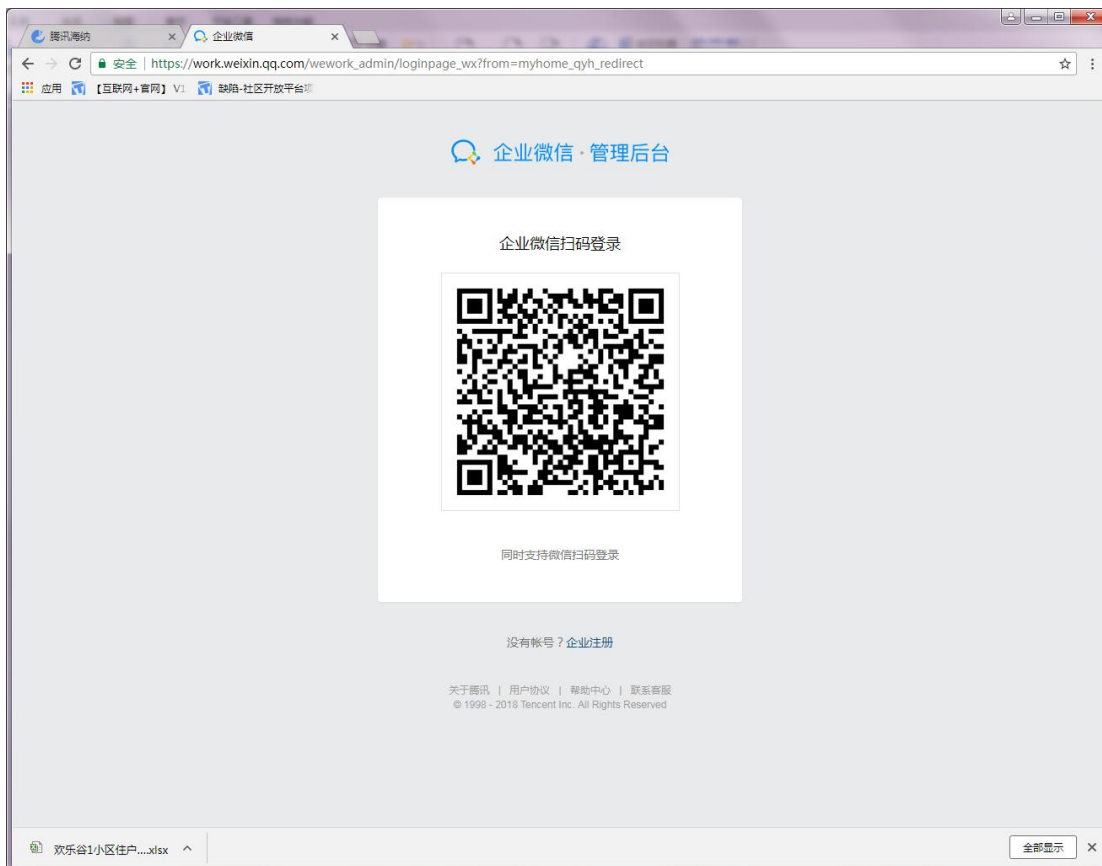 腾讯海纳
企业微信
安全 | https://work.weixin.qq.com/wework_admin/loginpage_wx?from=myhome_qyh_redirect
应用 【互联网+官网】V1 缺陷-社区开放平台项
企业微信 · 管理后台
企业微信扫码登录
同时支持微信扫码登录
没有帐号？企业注册
关于腾讯 | 用户协议 | 帮助中心 | 联系客服
© 1998 - 2018 Tencent Inc. All Rights Reserved
欢乐谷1小区住户....xlsx
全部显示